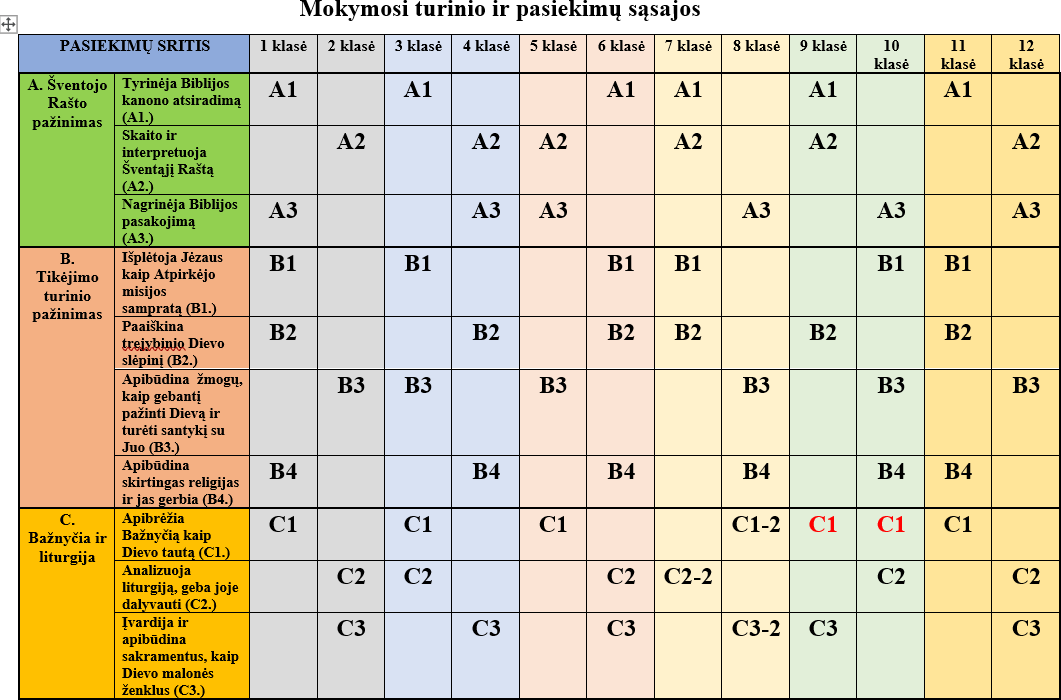 Mokymosi turinio ir pasiekimų sąsajos
PASIEKIMŲ SRITIS 1 klasė 2 klasė 3 klasė 4 klasė 5 klasė 6 klasė 7 klasė 8 klasė 9 klasė 10 klasė 11 klasė 12 klasė
A. Šventojo
Rašto
pažinimas
Tyrinėja Biblijos
kanono atsiradimą
(A1.)
A1 A1 A1 A1 A1 A1
Skaito ir
interpretuoja
Šventąjį Raštą
(A2.)
A2 A2 A2 A2 A2 A2
Nagrinėja Biblijos
pasakojimą
(A3.)
A3 A3 A3 A3 A3 A3
B.
Tikėjimo
turinio
pažinimas
Išplėtoja Jėzaus
kaip Atpirkėjo
misijos
sampratą (B1.)
B1 B1 B1 B1 B1 B1
Paaiškina
trejybinio Dievo
slėpinį (B2.)
B2 B2 B2 B2 B2 B2
Apibūdina žmogų,
kaip gebantį
pažinti Dievą ir
turėti santykį su
Juo (B3.)
B3 B3 B3 B3 B3 B3
Apibūdina
skirtingas religijas
ir jas gerbia (B4.)
B4 B4 B4 B4 B4 B4
C.
Bažnyčia ir
liturgija
Apibrėžia
Bažnyčią kaip
Dievo tautą (C1.)
C1 C1 C1 C1-2 C1 C1 C1
Analizuoja
liturgiją, geba joje
dalyvauti (C2.)
C2 C2 C2 C2-2 C2 C2
Įvardija ir
apibūdina
sakramentus, kaip
Dievo malonės
ženklus (C3.)
C3 C3 C3 C3-2 C3 C3